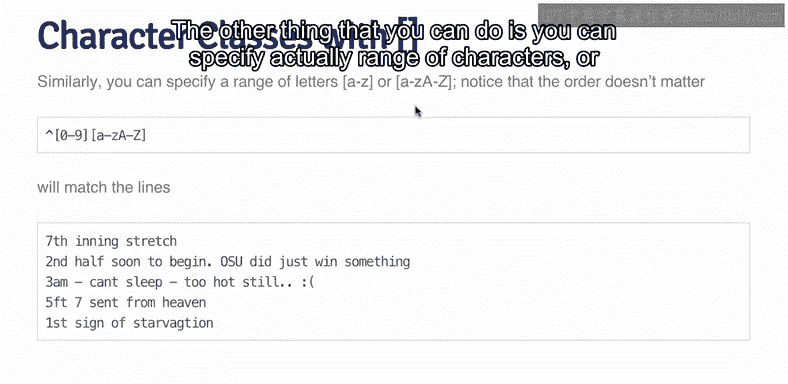 Character Classes with []
The other thing that you can do is you can
specify actually range of characters, or
Similarly, you can specify a range of letters [a-z] or [a-zA-Z]; notice that the order doesn't matter
^[0-9][a-zA-Z]
will match the lines
7th inning stretch
2nd half soon to begin. OSU did just win something
3am - cant sleep - too hot still.. :(
5ft 7 sent from heaven
1st sign of starvagtion